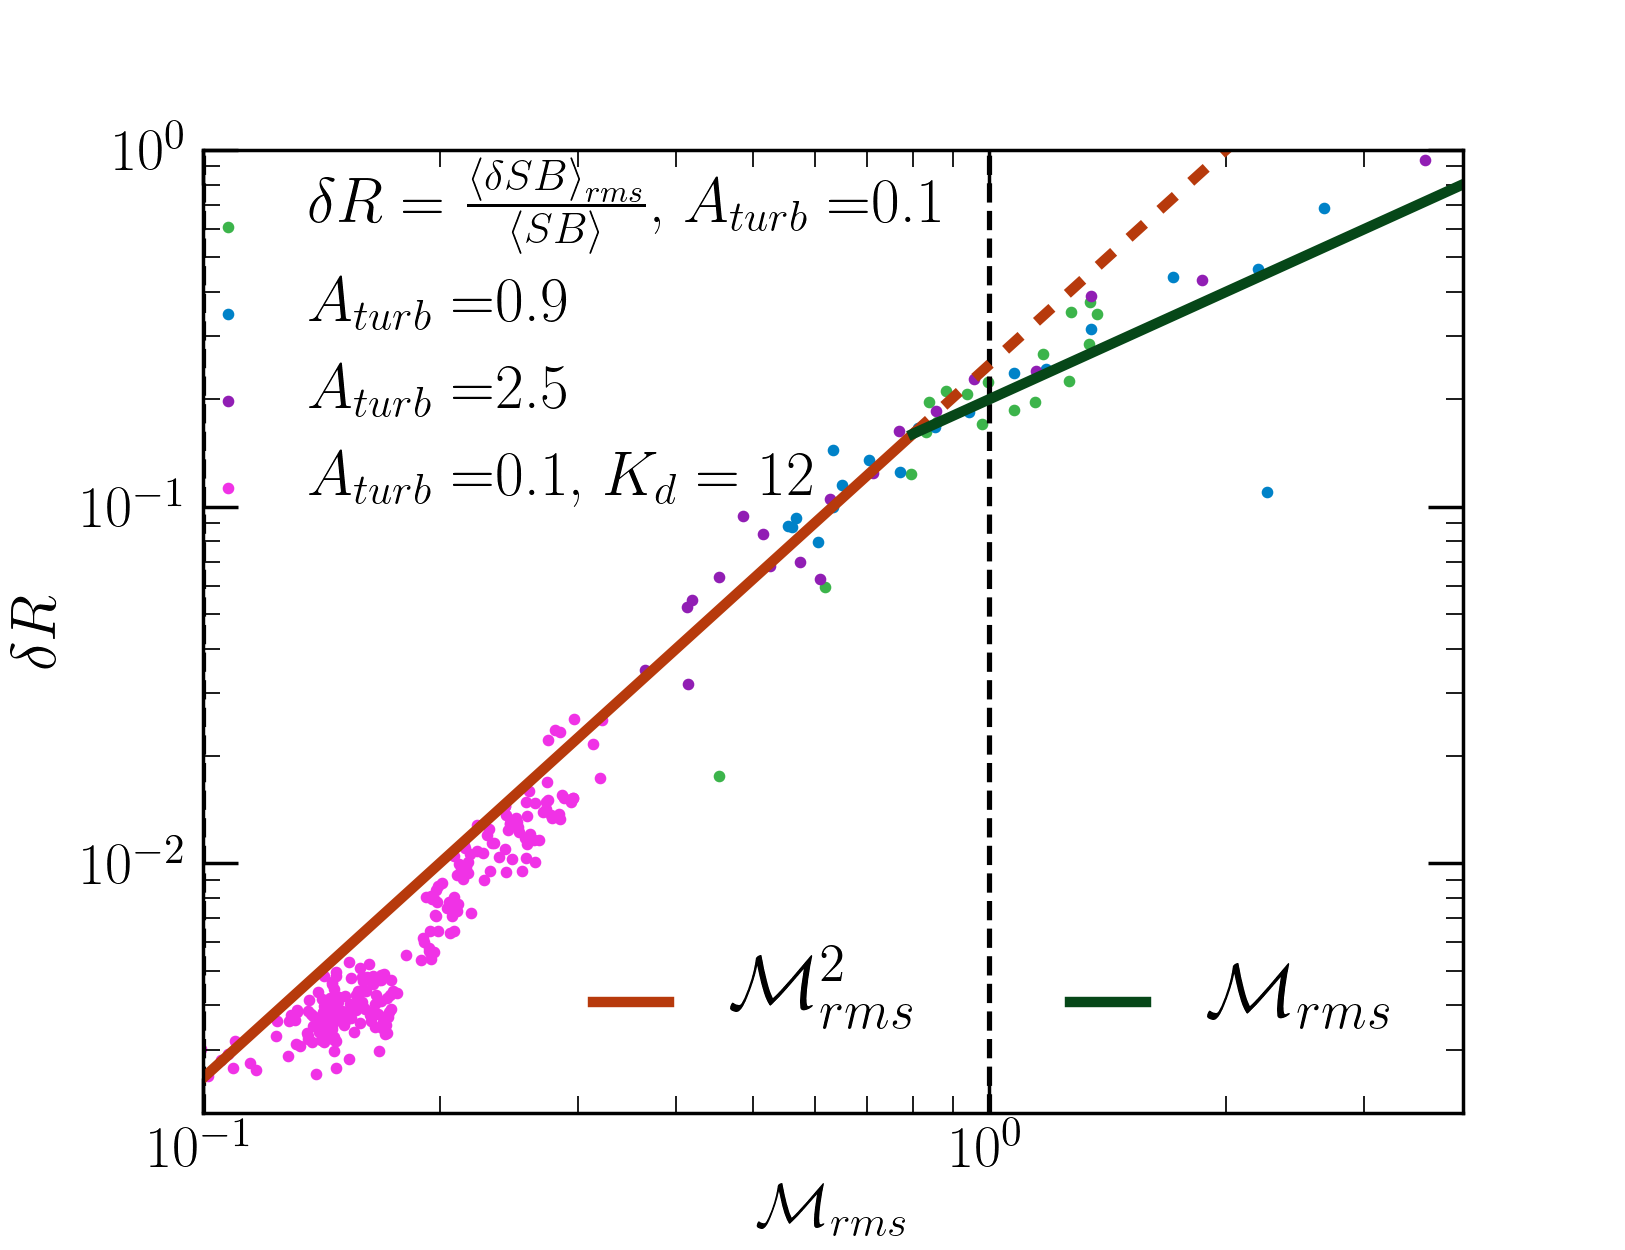 10^0
δR = ⟨δSB⟩_rms / ⟨SB⟩, A_turb =0.1
A_turb =0.9
A_turb =2.5
A_turb =0.1, K_d = 12
10^−1
δR
10^−2
ℳ^2_rms
ℳ_rms
10^−1
10^0
ℳ_rms